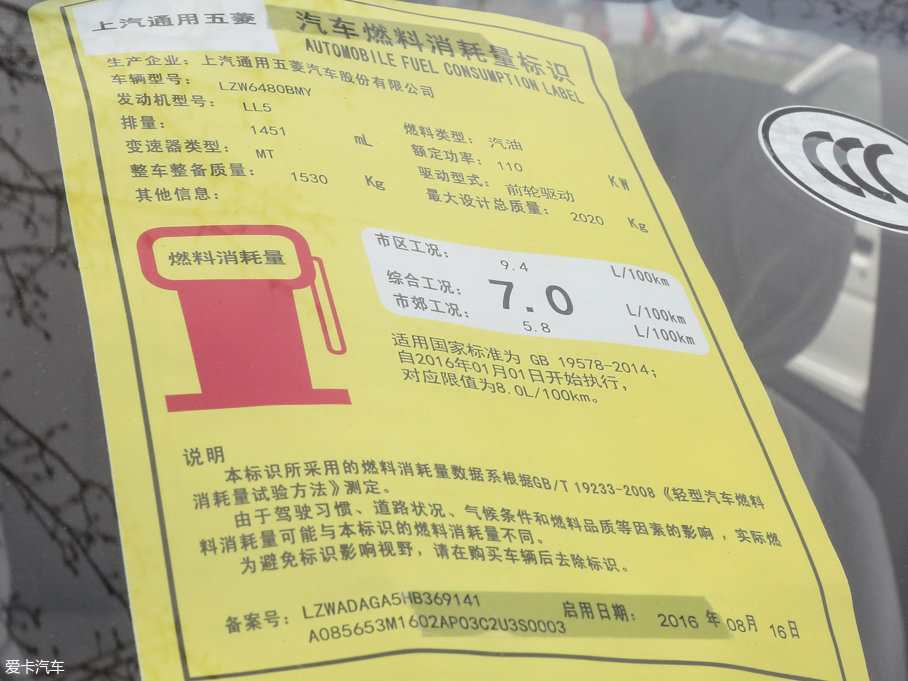 上汽通用五菱
汽车燃料消耗量标识
AUTOMOBILE FUEL CONSUMPTION LABEL
生产企业：上汽通用五菱汽车股份有限公司
车辆型号： LZW6480BMY
发动机型号： LL5
排量： 1451 mL 燃料类型： 汽油
变速器类型： MT 额定功率： 110 KW
整车整备质量： 1530 Kg 驱动型式： 前轮驱动
其他信息： 最大设计总质量： 2020 Kg
CCC
燃料消耗量
市区工况： 9.4 L/100km
综合工况： 7.0 L/100km
市郊工况： 5.8 L/100km
适用国家标准为 GB 19578-2014；
自2016年01月01日开始执行，
对应限值为8.0L/100km。
说明
本标识所采用的燃料消耗量数据系根据GB/T 19233-2008《轻型汽车燃料
消耗量试验方法》测定。
由于驾驶习惯、道路状况、气候条件和燃料品质等因素的影响，实际燃
料消耗量可能与本标识的燃料消耗量不同。
为避免标识影响视野，请在购买车辆后去除标识。
备案号：LZWADAGA5HB369141 启用日期： 2016 年 08月 16日
A085653M1602AP03C2U3S0003
爱卡汽车